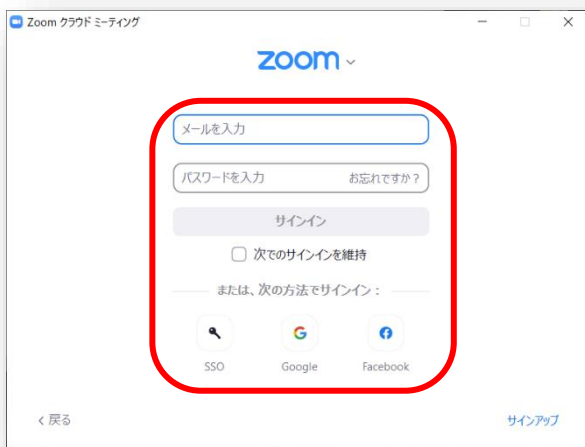 Zoom クラウド ミーティング
zoom
メールを入力
パスワードを入力 お忘れですか？
サインイン
次でのサインインを維持
または、次の方法でサインイン：
SSO Google Facebook
戻る サインアップ